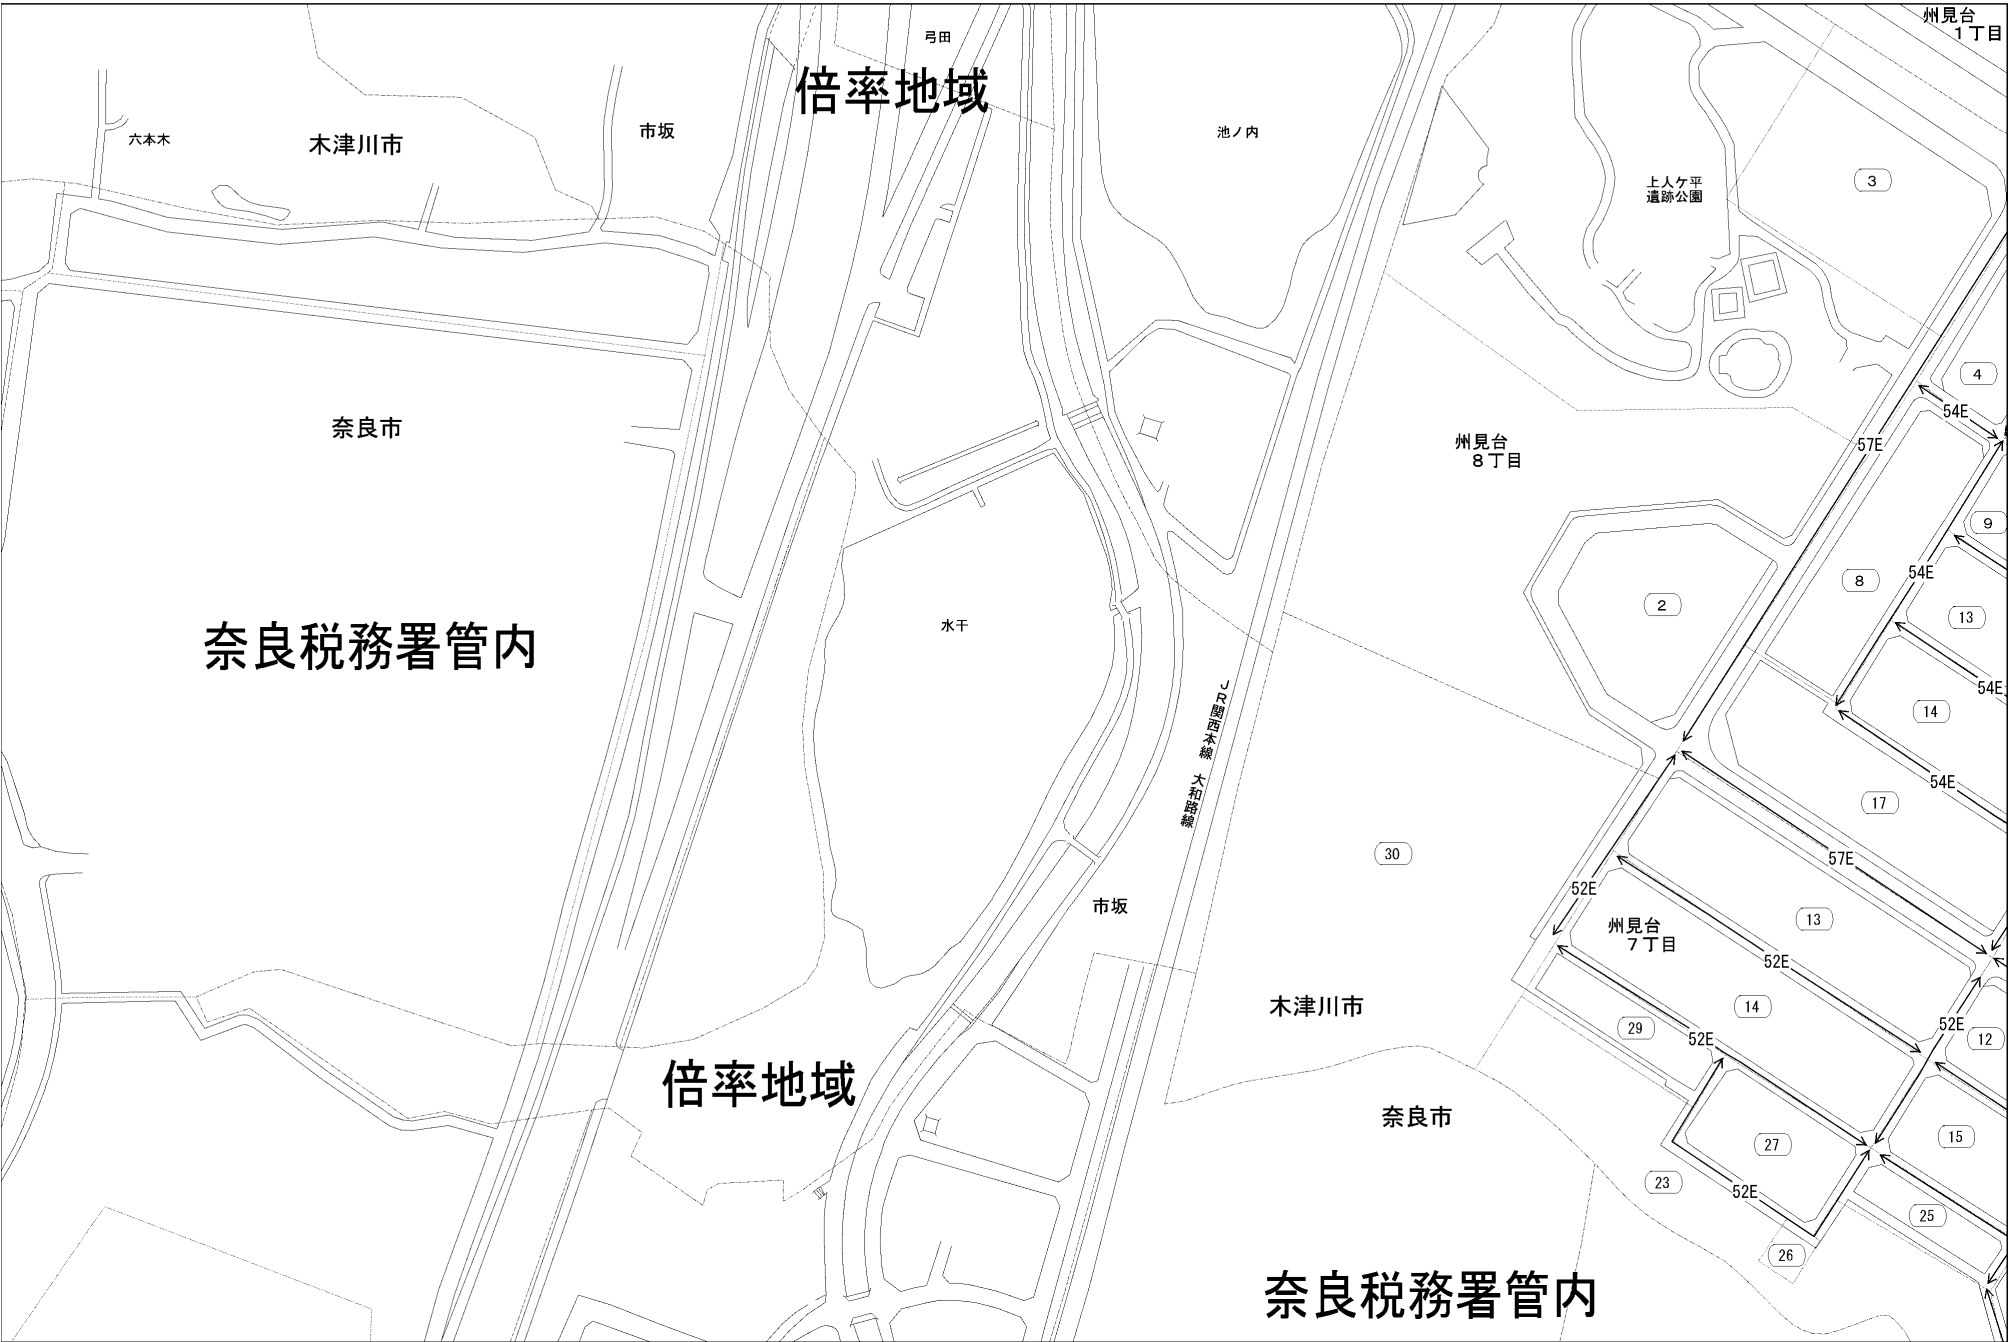 州見台
1丁目
弓田
倍率地域
六本木
木津川市
市坂
池ノ内
上人ケ平
遺跡公園
3
4
54E
奈良市
57E
州見台
8丁目
9
54E
8
2
13
奈良税務署管内
水干
54E
14
JR関西本線 大和路線
54E
17
30
57E
52E
市坂
13
州見台
7丁目
52E
木津川市
14
29
52E
52E
12
倍率地域
奈良市
15
27
23
52E
25
26
奈良税務署管内